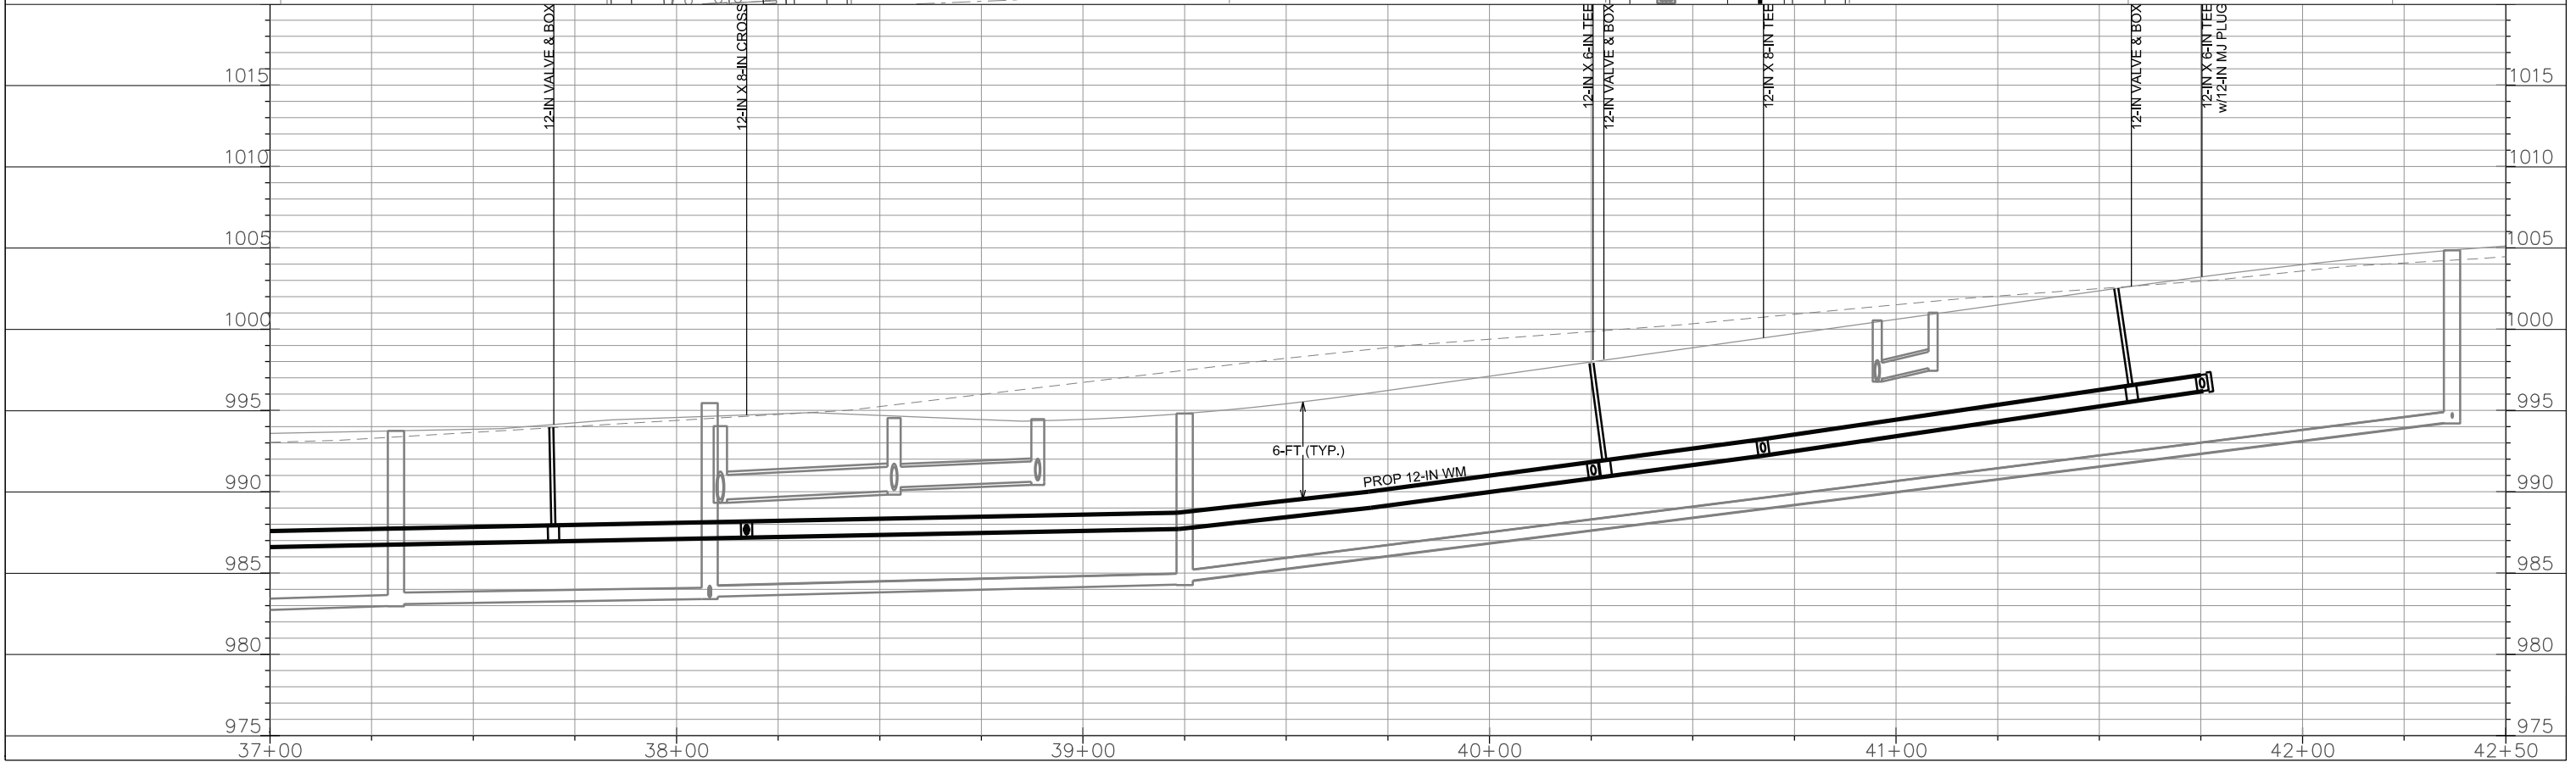 12-IN VALVE & BOX
12-IN X 8-IN CROSS
12-IN X 6-IN TEE
12-IN VALVE & BOX
12-IN X 8-IN TEE
12-IN VALVE & BOX
12-IN X 6-IN TEE
w/12-IN MJ PLUG
1015
1015
1010
1010
1005
1005
1000
1000
995
995
6-FT (TYP.)
PROP 12-IN WM
990
990
985
985
980
980
975
975
37+00
38+00
39+00
40+00
41+00
42+00
42+50